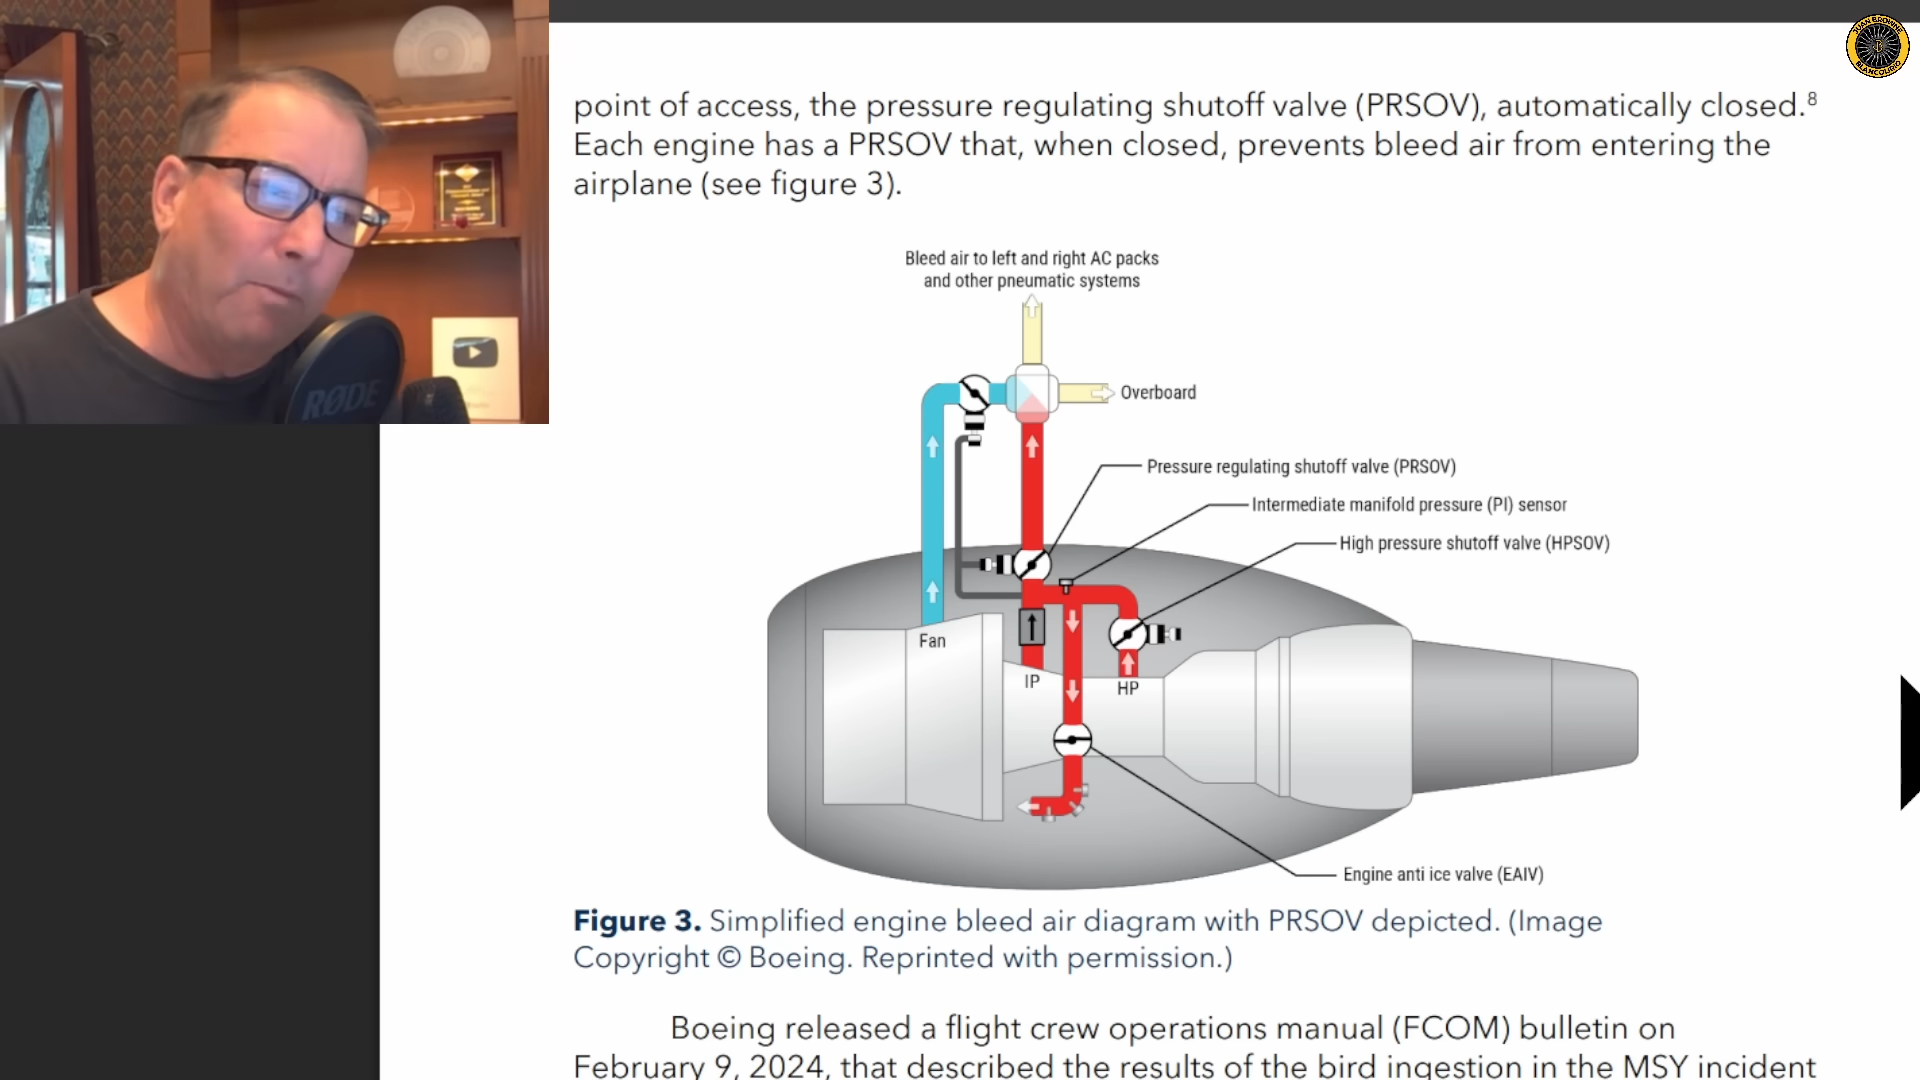 JUAN BROWNE
BLANCOLIRIO
RØDE
point of access, the pressure regulating shutoff valve (PRSOV), automatically closed.8
Each engine has a PRSOV that, when closed, prevents bleed air from entering the
airplane (see figure 3).
Bleed air to left and right AC packs
and other pneumatic systems
Overboard
Pressure regulating shutoff valve (PRSOV)
Intermediate manifold pressure (PI) sensor
High pressure shutoff valve (HPSOV)
Fan
IP
HP
Engine anti ice valve (EAIV)
Figure 3. Simplified engine bleed air diagram with PRSOV depicted. (Image
Copyright © Boeing. Reprinted with permission.)
Boeing released a flight crew operations manual (FCOM) bulletin on
February 9, 2024, that described the results of the bird ingestion in the MSY incident